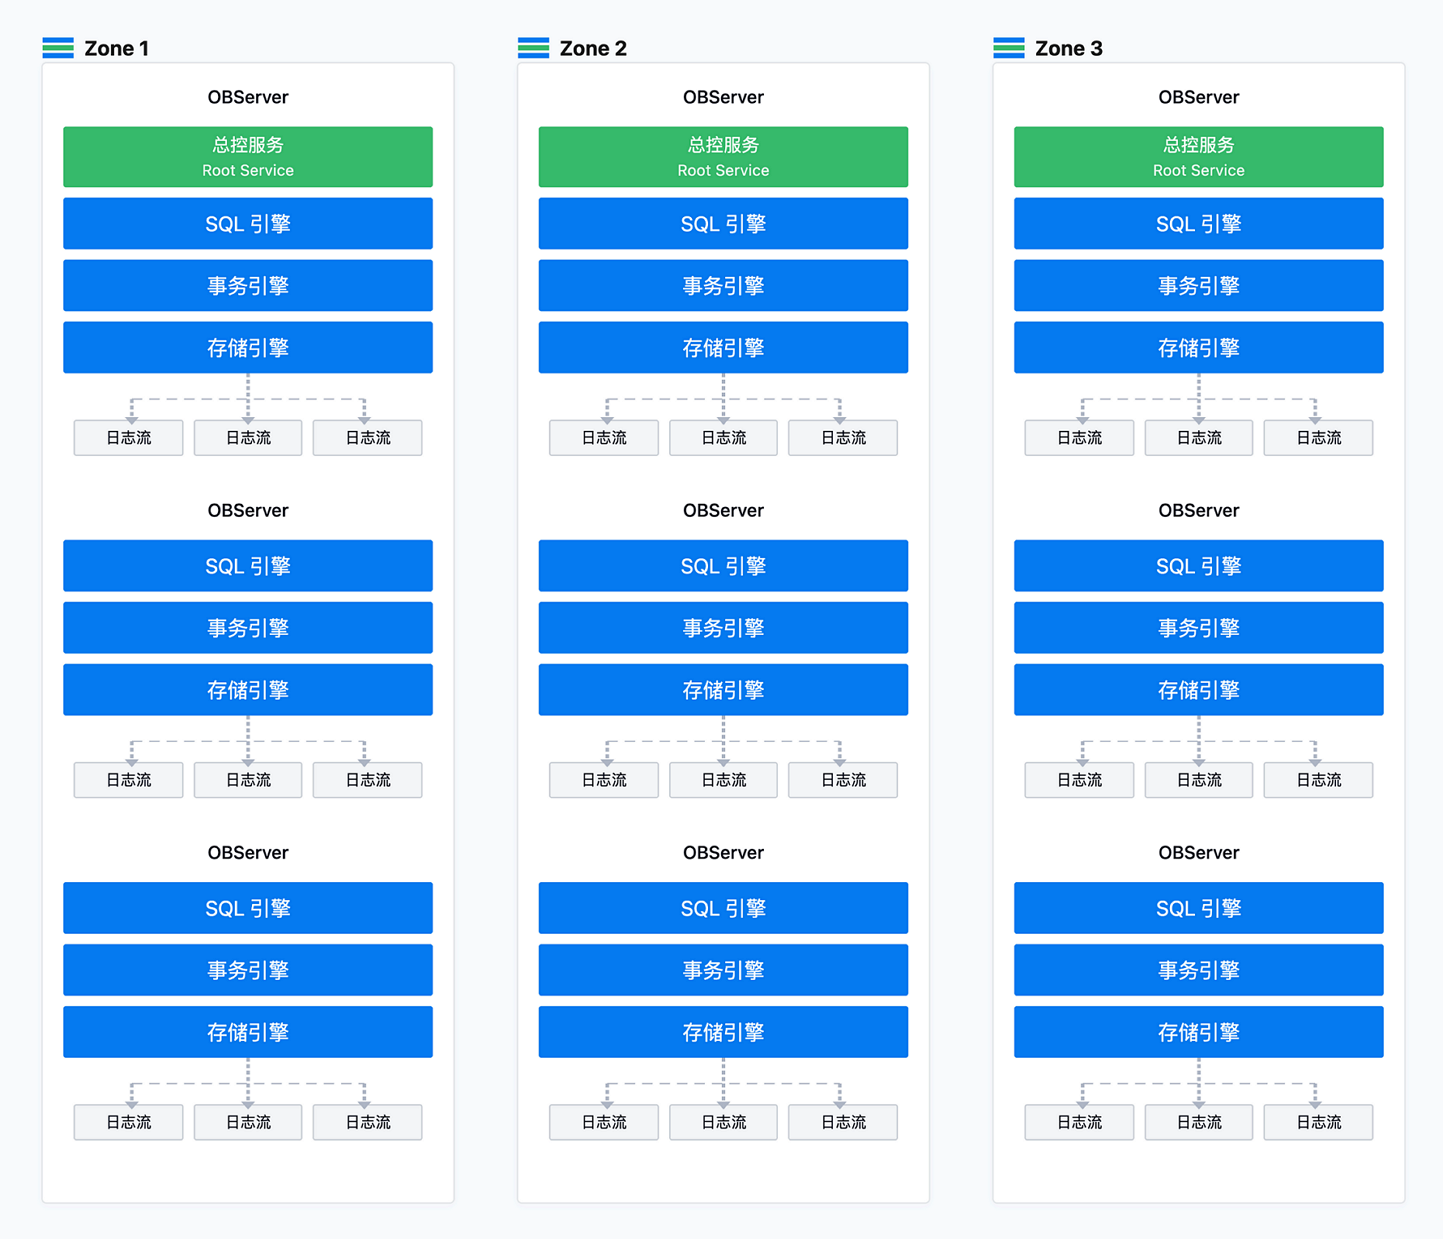 Zone 1
OBServer
总控服务
Root Service
SQL 引擎
事务引擎
存储引擎
日志流 日志流 日志流
OBServer
SQL 引擎
事务引擎
存储引擎
日志流 日志流 日志流
OBServer
SQL 引擎
事务引擎
存储引擎
日志流 日志流 日志流
Zone 2
OBServer
总控服务
Root Service
SQL 引擎
事务引擎
存储引擎
日志流 日志流 日志流
OBServer
SQL 引擎
事务引擎
存储引擎
日志流 日志流 日志流
OBServer
SQL 引擎
事务引擎
存储引擎
日志流 日志流 日志流
Zone 3
OBServer
总控服务
Root Service
SQL 引擎
事务引擎
存储引擎
日志流 日志流 日志流
OBServer
SQL 引擎
事务引擎
存储引擎
日志流 日志流 日志流
OBServer
SQL 引擎
事务引擎
存储引擎
日志流 日志流 日志流